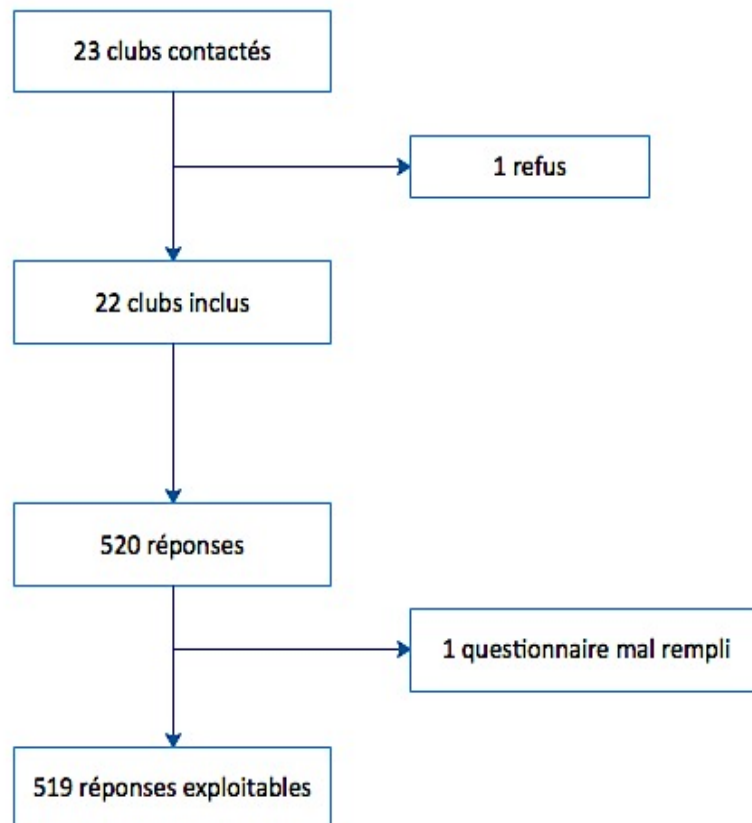 23 clubs contactés
1 refus
22 clubs inclus
520 réponses
1 questionnaire mal rempli
519 réponses exploitables